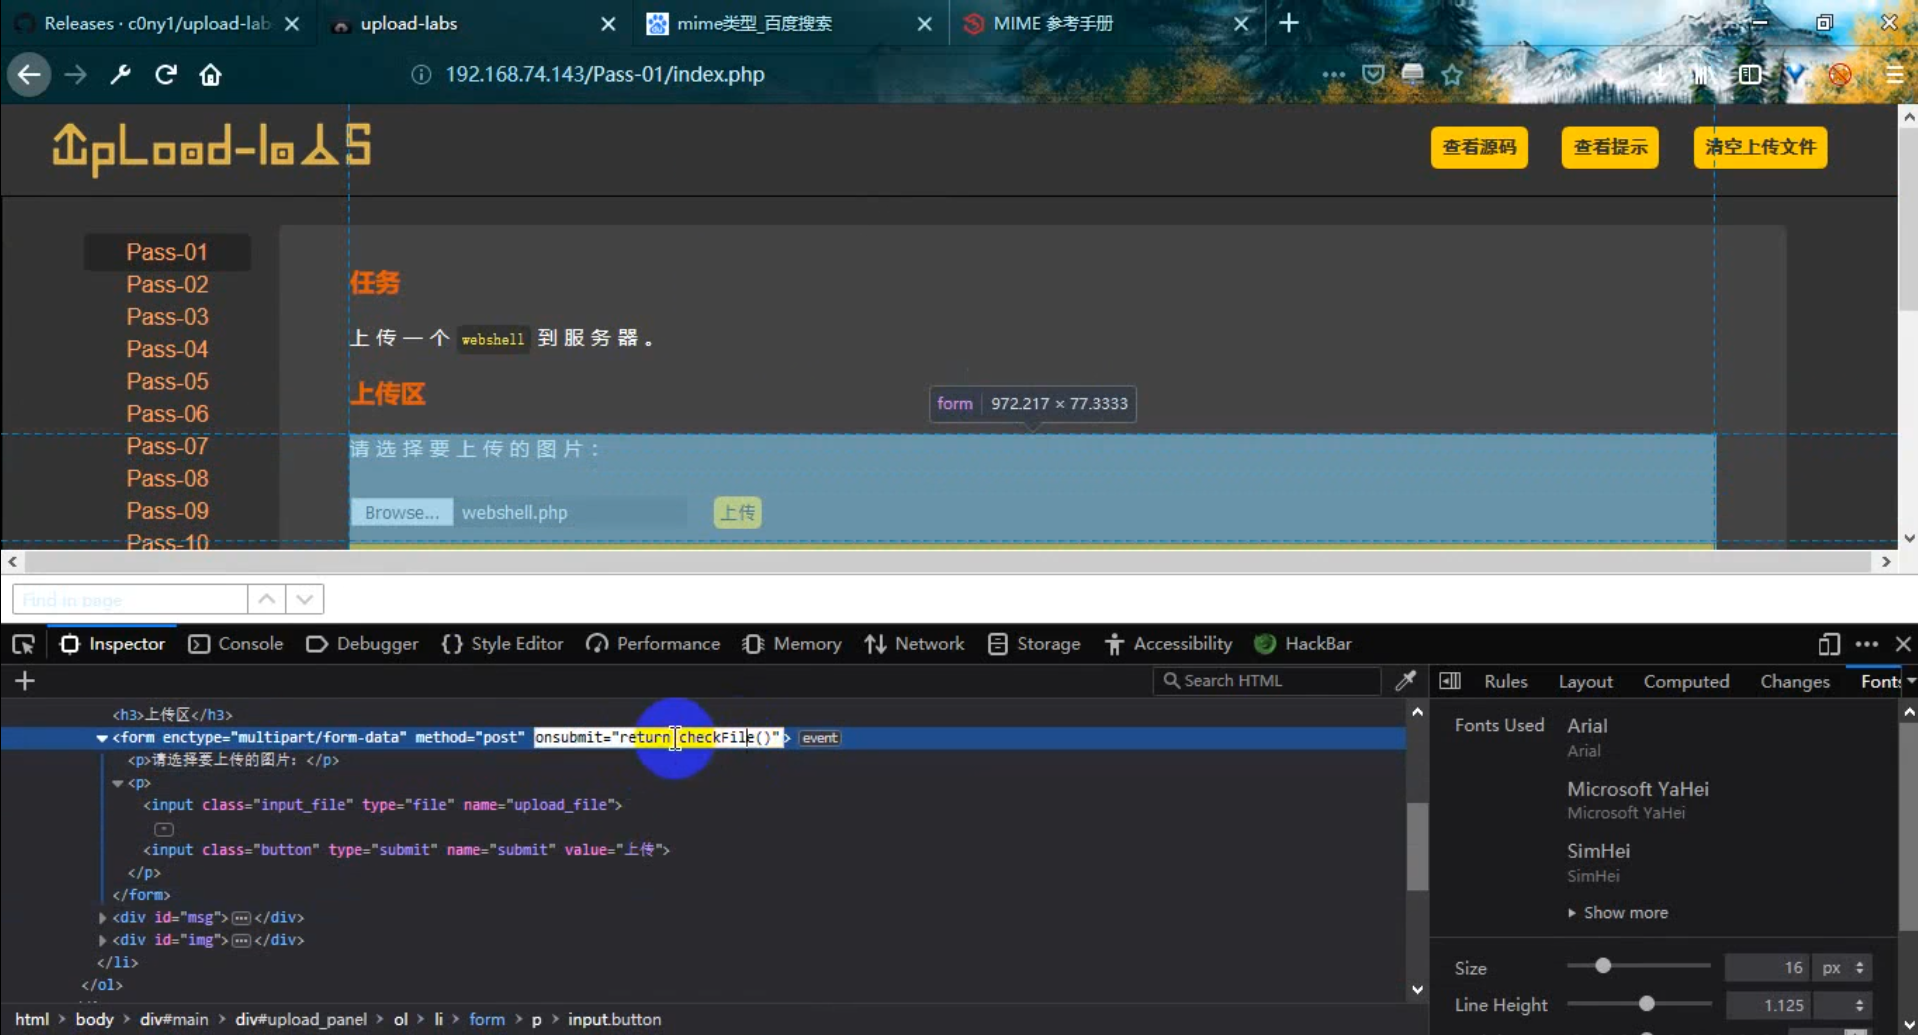 Releases · c0ny1/upload-lab
upload-labs
mime类型_百度搜索
MIME 参考手册
192.168.74.143/Pass-01/index.php
UpLoad-labs
查看源码
查看提示
清空上传文件
Pass-01
Pass-02
Pass-03
Pass-04
Pass-05
Pass-06
Pass-07
Pass-08
Pass-09
Pass-10
任务
上传一个 webshell 到服务器。
上传区
form 972.217 × 77.3333
请选择要上传的图片：
Browse... webshell.php 上传
Find in page
Inspector Console Debugger {} Style Editor Performance Memory Network Storage Accessibility HackBar
Search HTML
Rules Layout Computed Changes Fonts
<h3>上传区</h3>
<form enctype="multipart/form-data" method="post" onsubmit="return checkFile()"> event
<p>请选择要上传的图片：</p>
<p>
<input class="input_file" type="file" name="upload_file">
<input class="button" type="submit" name="submit" value="上传">
</p>
</form>
<div id="msg">…</div>
<div id="img">…</div>
</li>
</ol>
html > body > div#main > div#upload_panel > ol > li > form > p > input.button
Fonts Used Arial
Arial
Microsoft YaHei
Microsoft YaHei
SimHei
SimHei
Show more
Size 16 px
Line Height 1.125